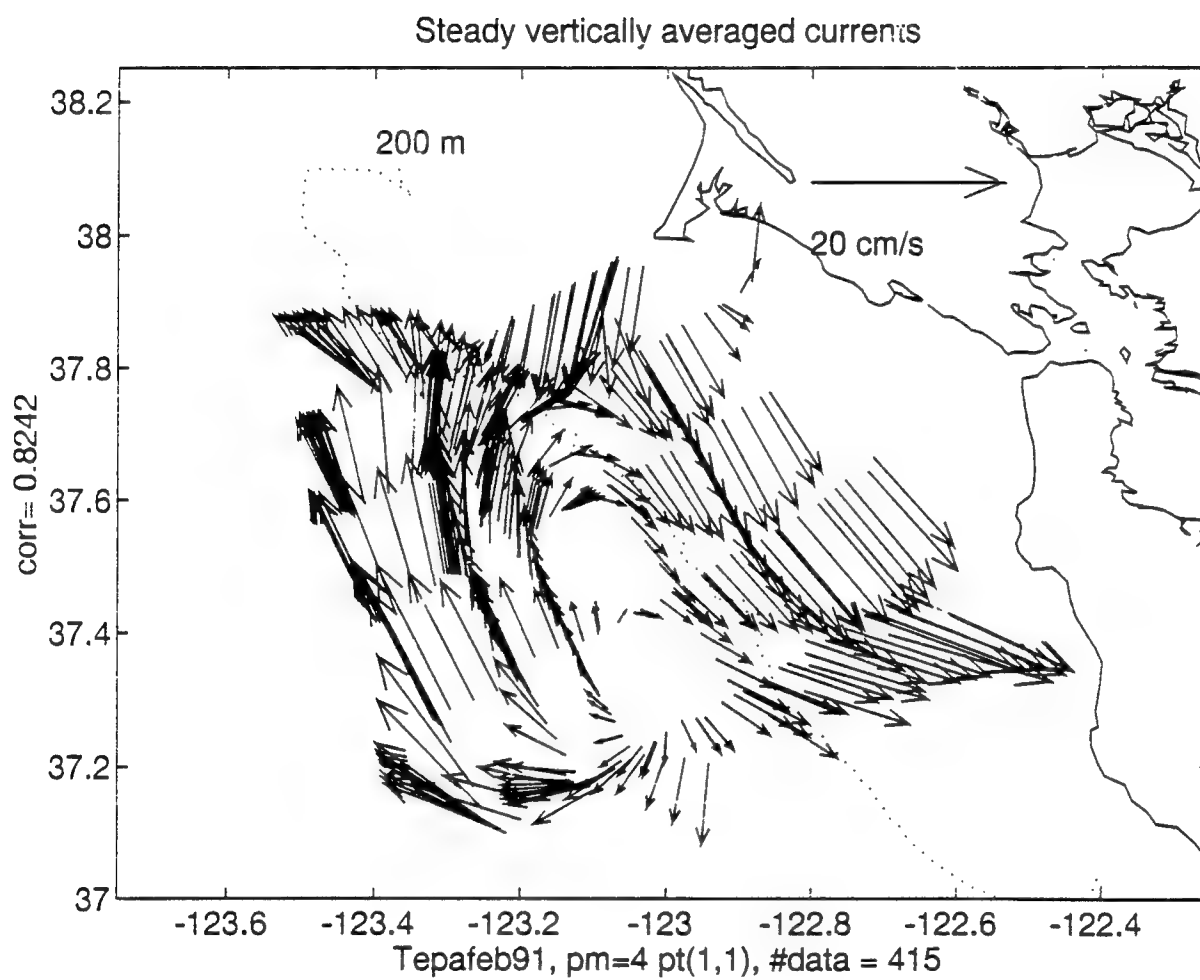 Steady vertically averaged currents
38.2
200 m
38
20 cm/s
37.8
corr= 0.8242
37.6
37.4
37.2
37
-123.6 -123.4 -123.2 -123 -122.8 -122.6 -122.4
Tepafeb91, pm=4 pt(1,1), #data = 415